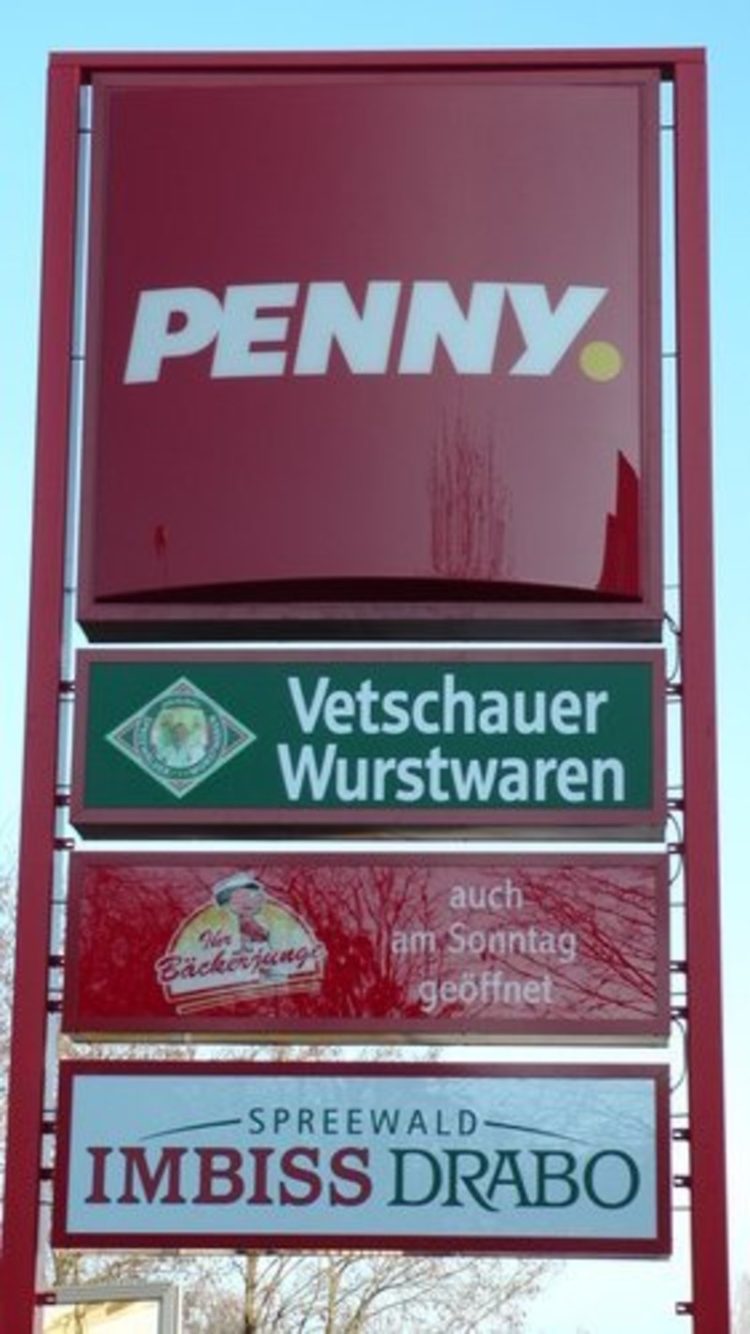 PENNY.
Vetschauer
Wurstwaren
Ihr
Bäckerjunge
auch
am Sonntag
geöffnet
SPREEWALD
IMBISS DRABO